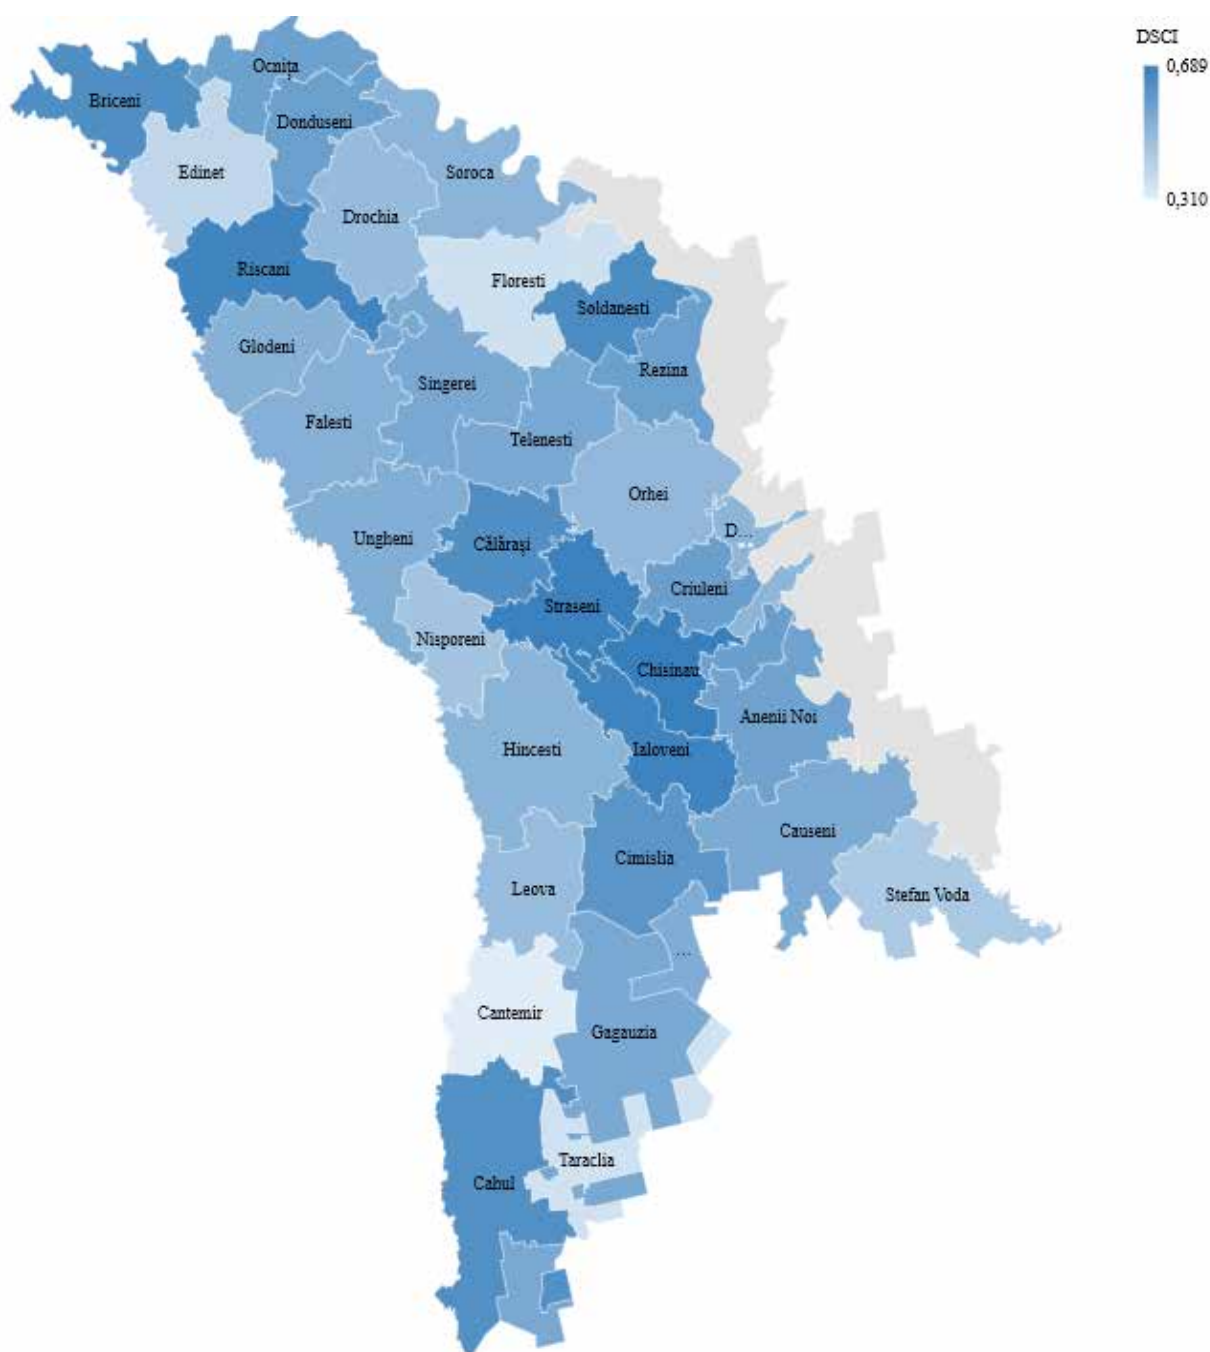 DSCI
0,689
0,310
Ocnița
Briceni
Donduseni
Edinet
Soroca
Drochia
Riscani
Floresti
Soldanesti
Glodeni
Rezina
Singerei
Falesti
Telenesti
Orhei
D...
Ungheni
Călărași
Criuleni
Straseni
Nisporeni
Chisinau
Anenii Noi
Hincesti
Ialoveni
Causeni
Cimislia
Leova
Stefan Voda
...
Cantemir
Gagauzia
Taraclia
Cahul